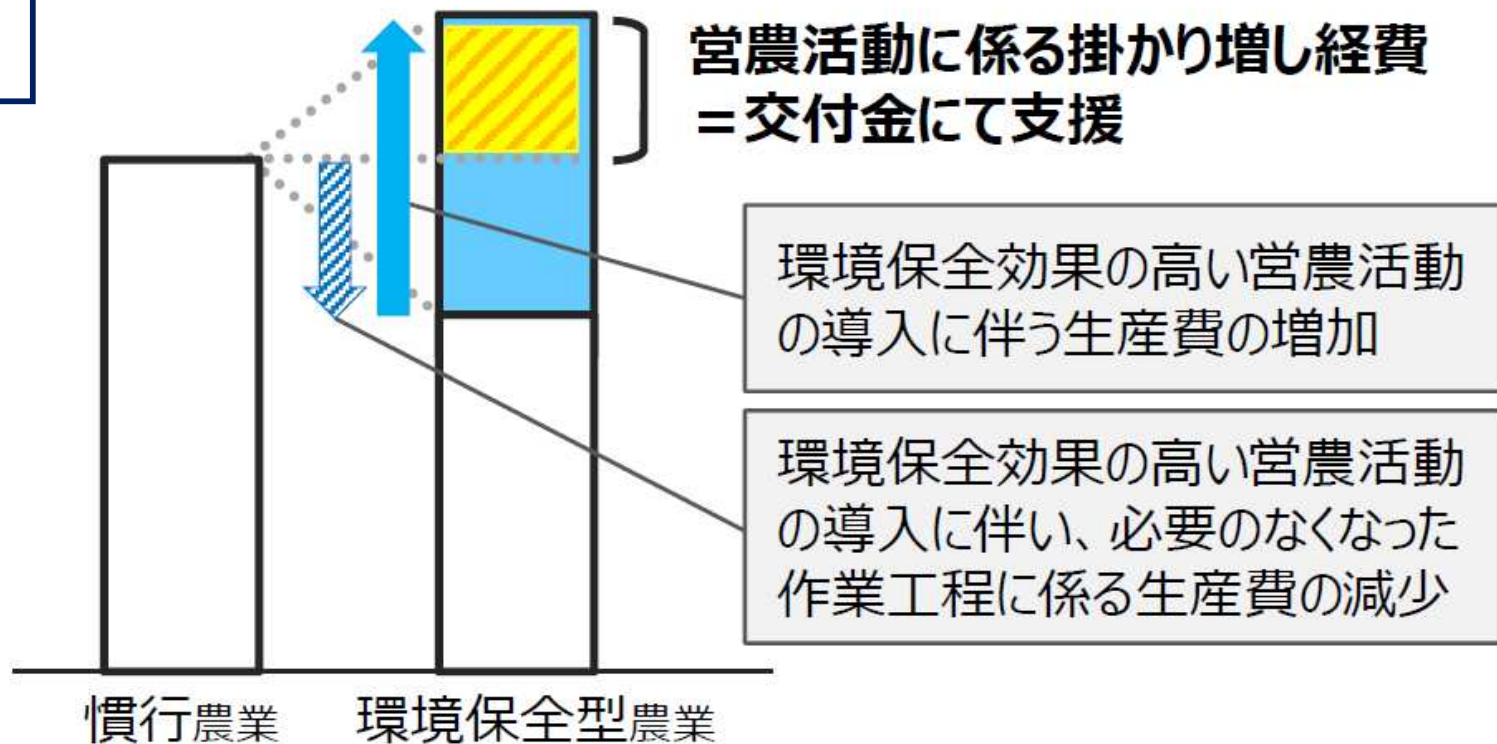 営農活動に係る掛かり増し経費
=交付金にて支援
環境保全効果の高い営農活動
の導入に伴う生産費の増加
環境保全効果の高い営農活動
の導入に伴い、必要のなくなった
作業工程に係る生産費の減少
慣行農業
環境保全型農業